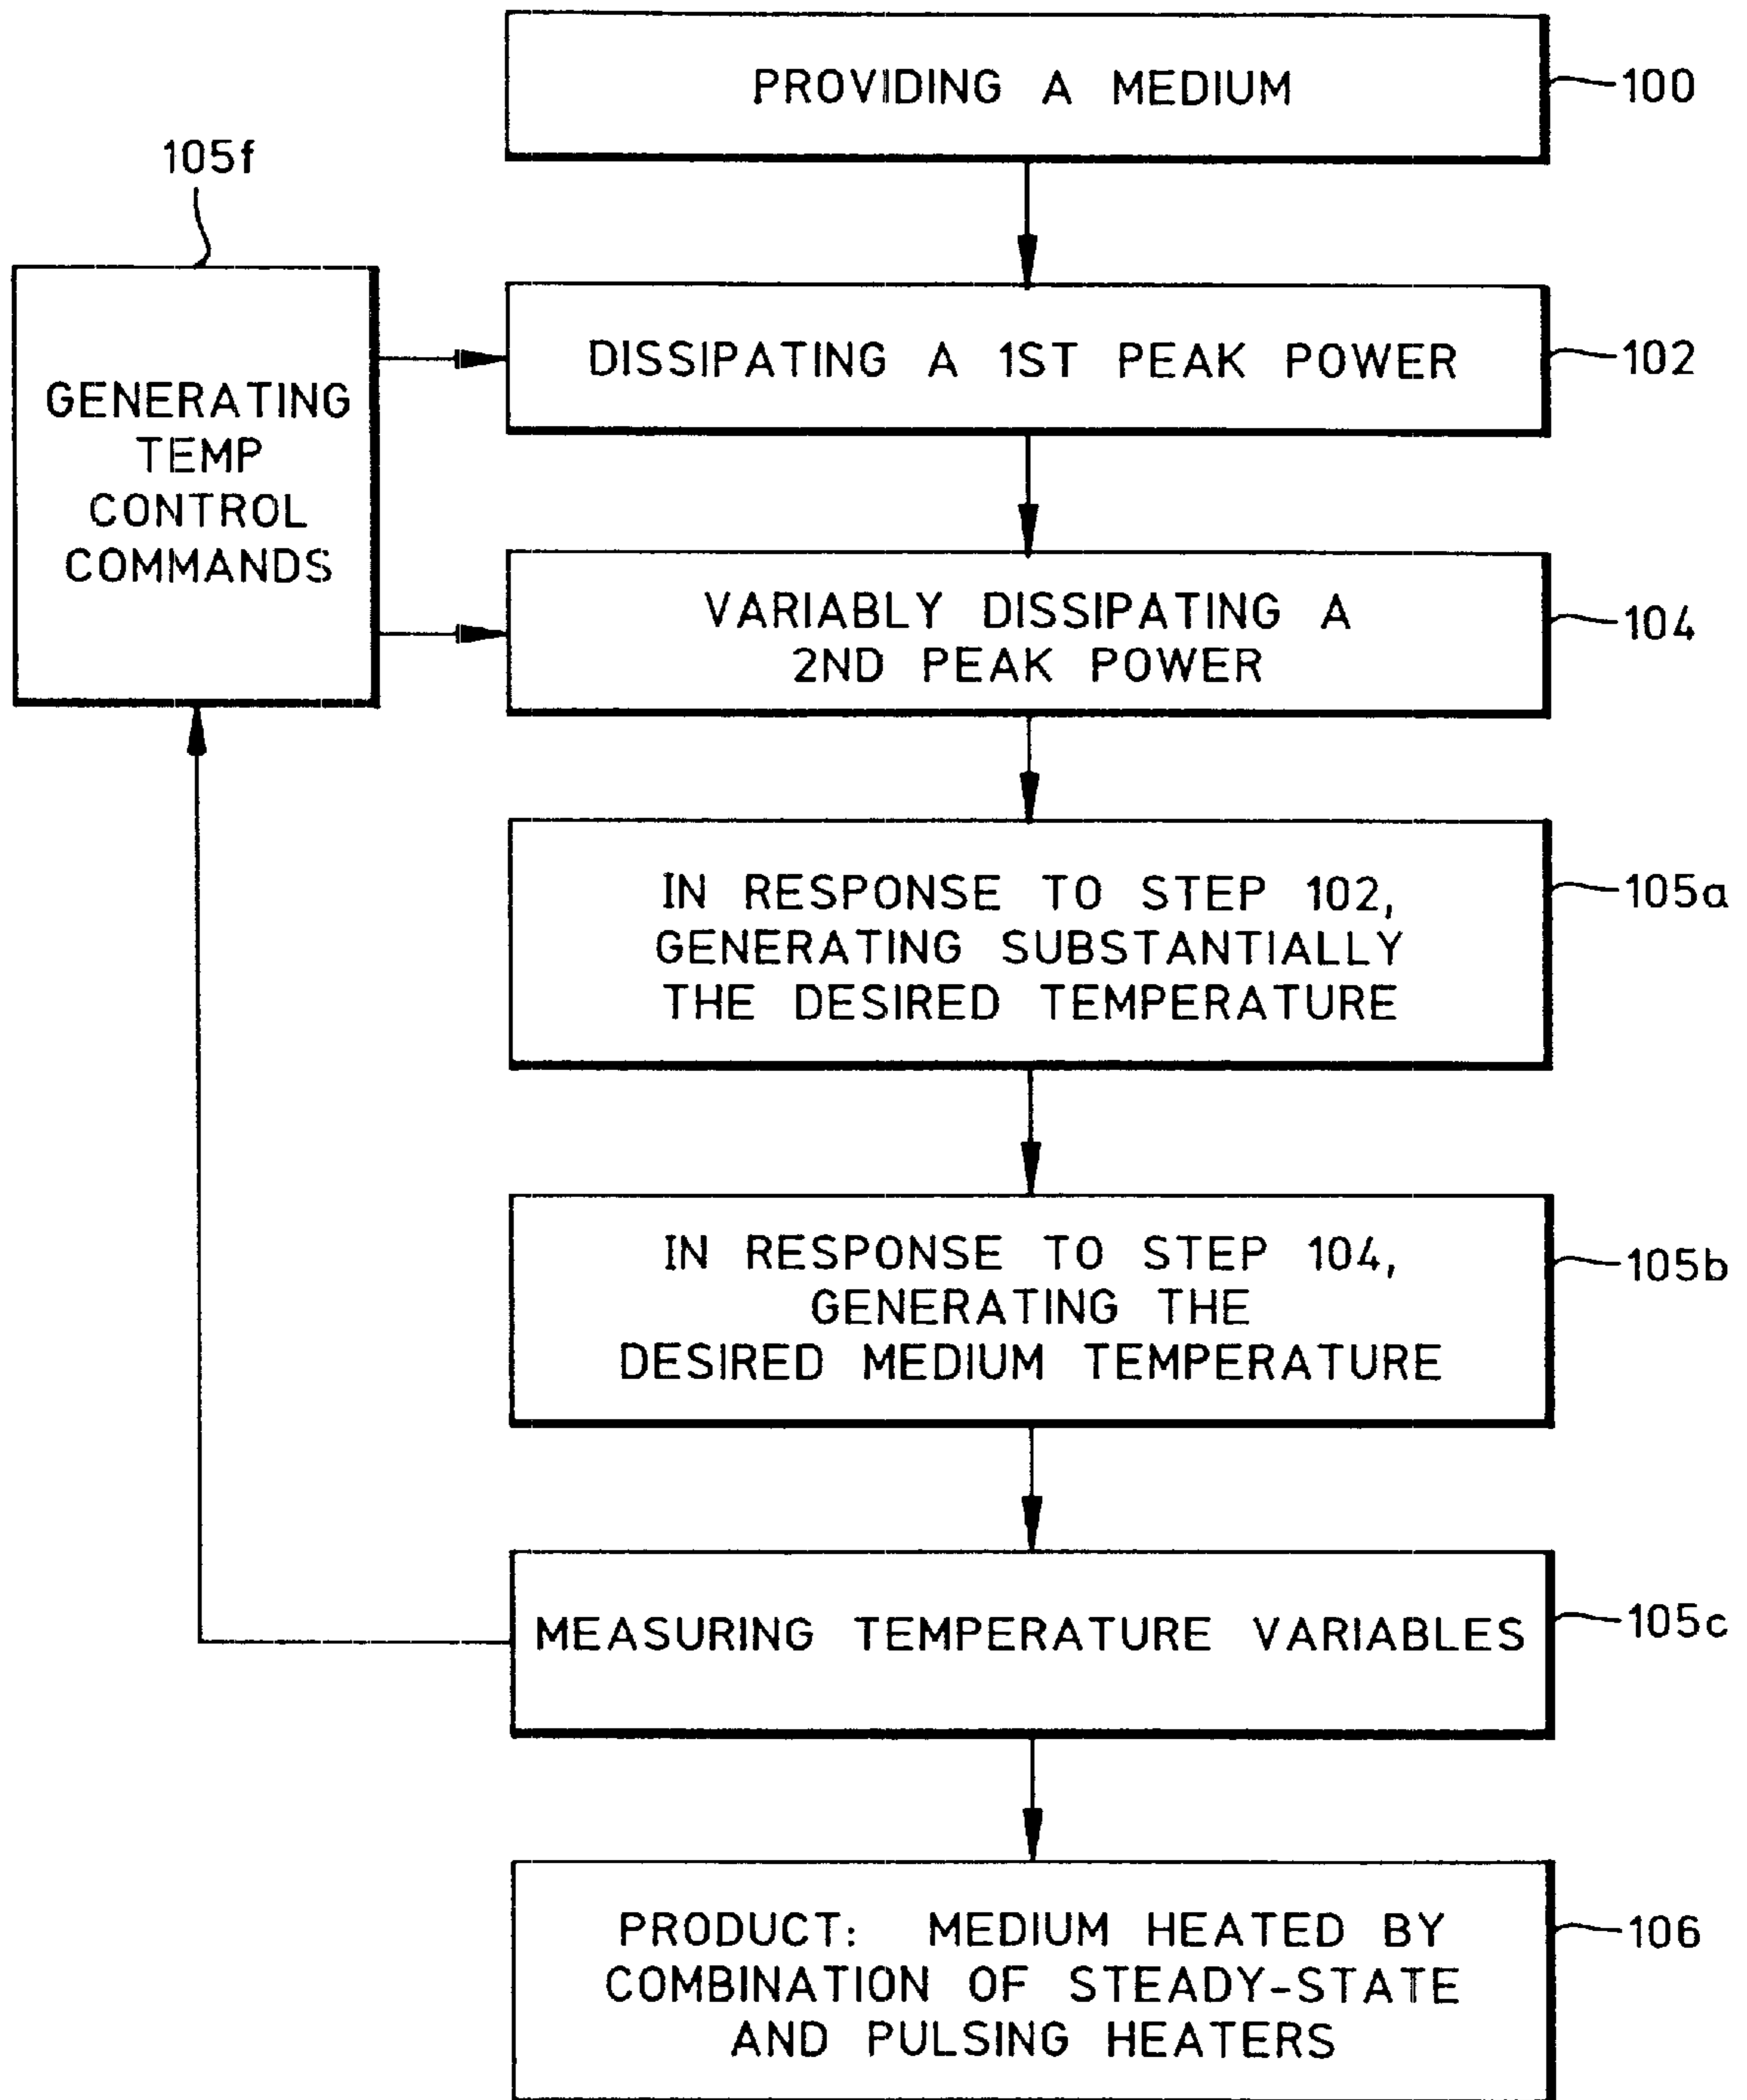 PROVIDING A MEDIUM
100
105f
GENERATING
TEMP
CONTROL
COMMANDS
DISSIPATING A 1ST PEAK POWER
102
VARIABLY DISSIPATING A
2ND PEAK POWER
104
IN RESPONSE TO STEP 102,
GENERATING SUBSTANTIALLY
THE DESIRED TEMPERATURE
105a
IN RESPONSE TO STEP 104,
GENERATING THE
DESIRED MEDIUM TEMPERATURE
105b
MEASURING TEMPERATURE VARIABLES
105c
PRODUCT: MEDIUM HEATED BY
COMBINATION OF STEADY-STATE
AND PULSING HEATERS
106